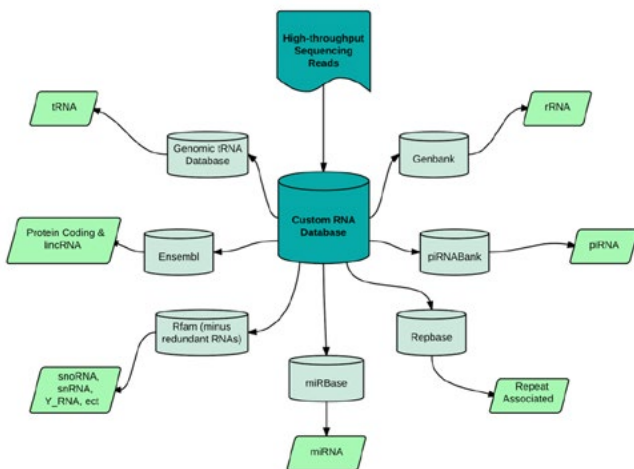 High-throughput
Sequencing
Reads
tRNA
rRNA
Genomic tRNA
Database
Genbank
Custom RNA
Database
Protein Coding &
lincRNA
Ensembl
piRNABank
piRNA
Rfam (minus
redundant RNAs)
Repbase
snoRNA,
snRNA,
Y_RNA, ect
miRBase
Repeat
Associated
miRNA